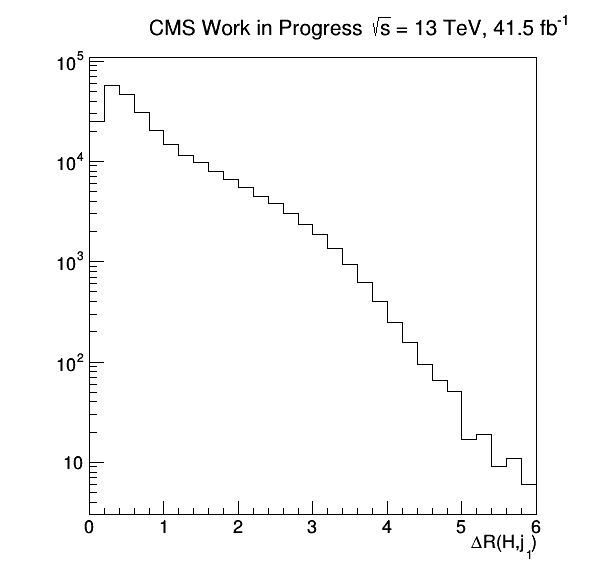 CMS Work in Progress √s = 13 TeV, 41.5 fb⁻¹
10⁵
10⁴
10³
10²
10
0 1 2 3 4 5 6
ΔR(H,j₁)